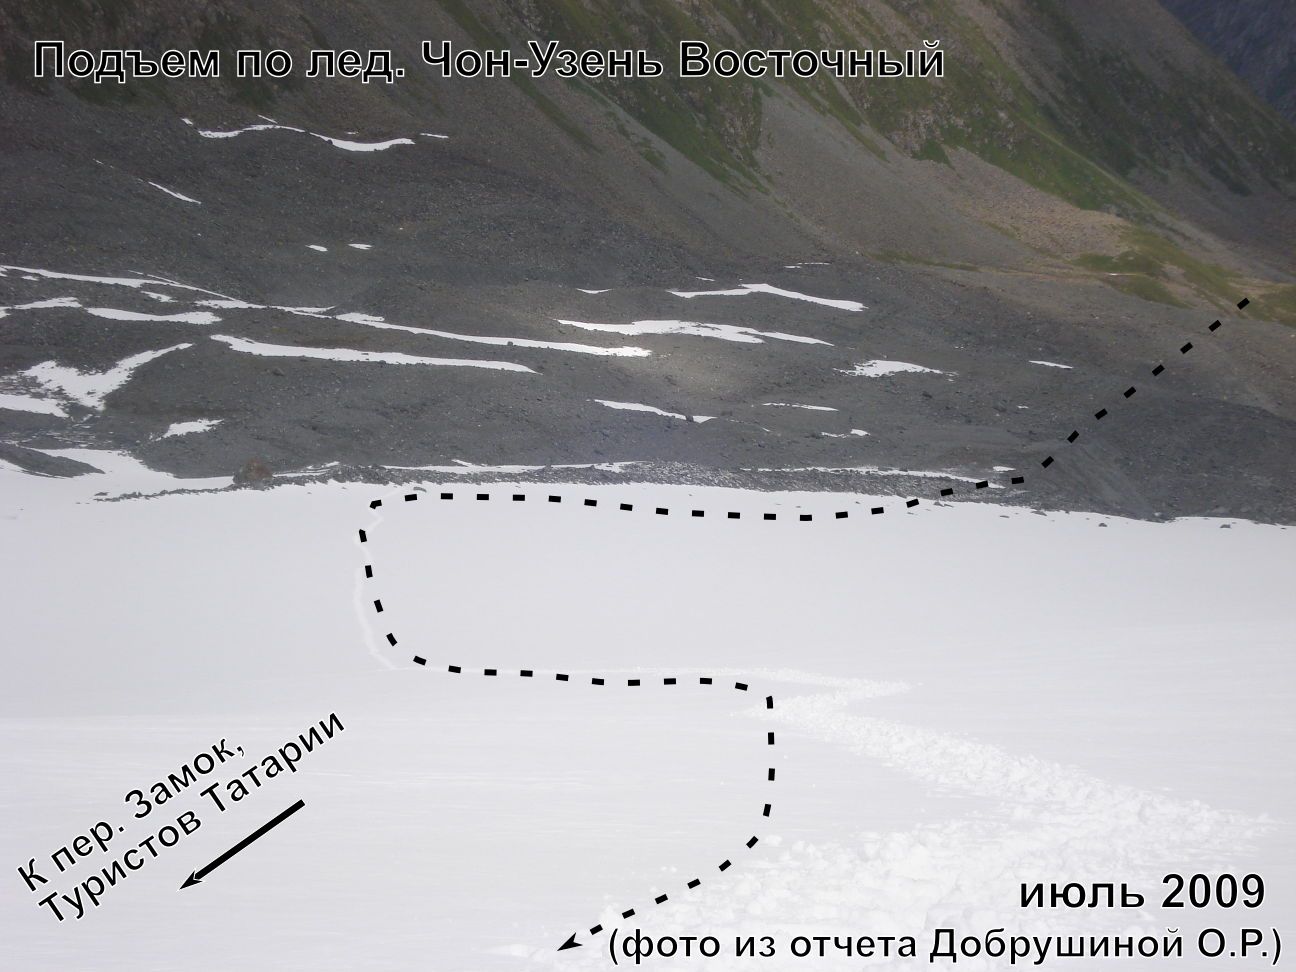 Подъем по лед. Чон-Узень Восточный
К пер. Замок,
Туристов Татарии
июль 2009
(фото из отчета Добрушиной О.Р.)